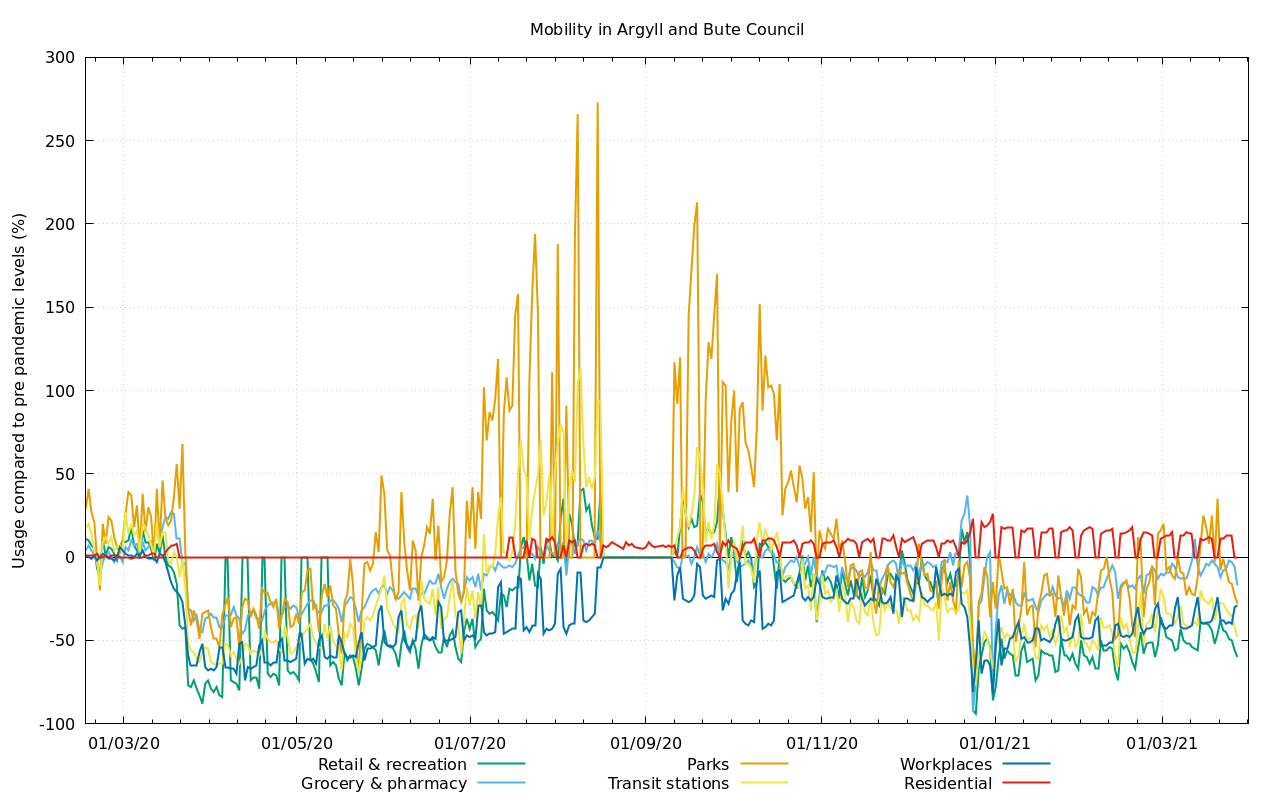 Mobility in Argyll and Bute Council
Usage compared to pre pandemic levels (%)
300
250
200
150
100
50
0
-50
-100
01/03/20 01/05/20 01/07/20 01/09/20 01/11/20 01/01/21 01/03/21
Retail & recreation Parks Workplaces
Grocery & pharmacy Transit stations Residential